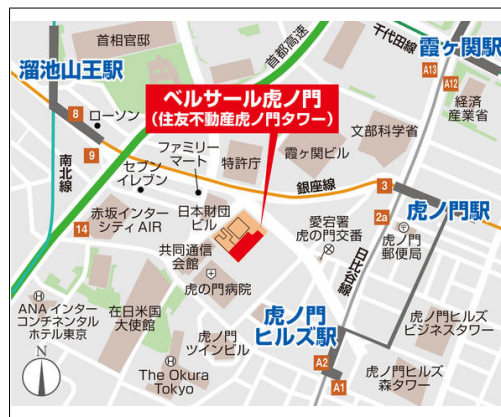 首相官邸
首都高速
千代田線
霞ヶ関駅
溜池山王駅
A13
A12
経済
産業省
ベルサール虎ノ門
(住友不動産虎ノ門タワー)
8
ローソン
文部科学省
ファミリー
マート
特許庁
霞ヶ関ビル
9
セブン
イレブン
南北線
銀座線
3
虎ノ門駅
赤坂インター
シティAIR
日本財団
ビル
2a
愛宕署
虎の門交番
虎ノ門
郵便局
14
共同通信
会館
日比谷線
虎の門病院
ANAインター
コンチネンタル
ホテル東京
在日米国
大使館
虎ノ門
ヒルズ駅
虎ノ門ヒルズ
ビジネスタワー
虎ノ門
ツインビル
N
The Okura
Tokyo
A2
A1
虎ノ門ヒルズ
森タワー